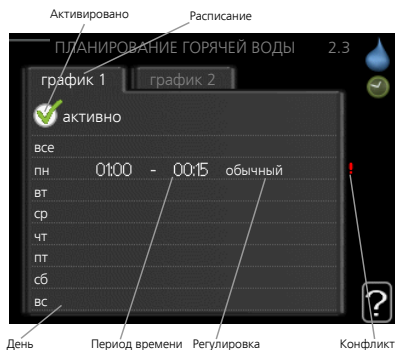 Активировано
Расписание
ПЛАНИРОВАНИЕ ГОРЯЧЕЙ ВОДЫ 2.3
график 1 график 2
активно
все
пн 01:00 - 00:15 обычный !
вт
ср
чт
пт
сб
вс
?
День Период времени Регулировка Конфликт